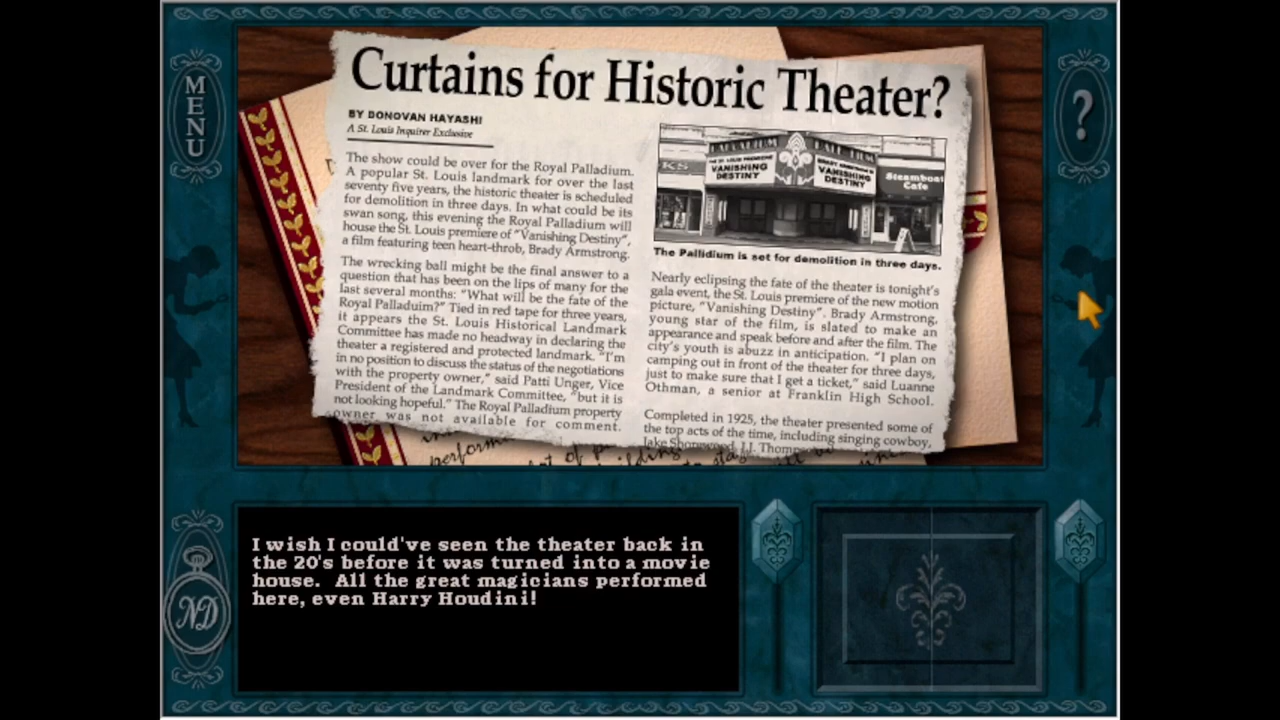 MENU
?
Curtains for Historic Theater?
BY DONOVAN HAYASHI
A St. Louis Inquirer Exclusive
The show could be over for the Royal Palladium.
A popular St. Louis landmark for over the last
seventy five years, the historic theater is scheduled
for demolition in three days. In what could be its
swan song, this evening the Royal Palladium will
house the St. Louis premiere of "Vanishing Destiny",
a film featuring teen heart-throb, Brady Armstrong.
The wrecking ball might be the final answer to a
question that has been on the lips of many for the
last several months: "What will be the fate of the
Royal Palladuim?" Tied in red tape for three years,
it appears the St. Louis Historical Landmark
Committee has made no headway in declaring the
theater a registered and protected landmark. "I'm
in no position to discuss the status of the negotiations
with the property owner," said Patti Unger, Vice
President of the Landmark Committee, "but it is
not looking hopeful." The Royal Palladium property
owner was not available for comment.
KS
VANISHING
DESTINY
VANISHING
DESTINY
Steamboat
Cafe
The Pallidium is set for demolition in three days.
Nearly eclipsing the fate of the theater is tonight's
gala event, the St. Louis premiere of the new motion
picture, "Vanishing Destiny". Brady Armstrong,
young star of the film, is slated to make an
appearance and speak before and after the film. The
city's youth is abuzz in anticipation. "I plan on
camping out in front of the theater for three days,
just to make sure that I get a ticket," said Luanne
Othman, a senior at Franklin High School.
Completed in 1925, the theater presented some of
the top acts of the time, including singing cowboy,
I wish I could've seen the theater back in
the 20's before it was turned into a movie
house. All the great magicians performed
here, even Harry Houdini!
ND